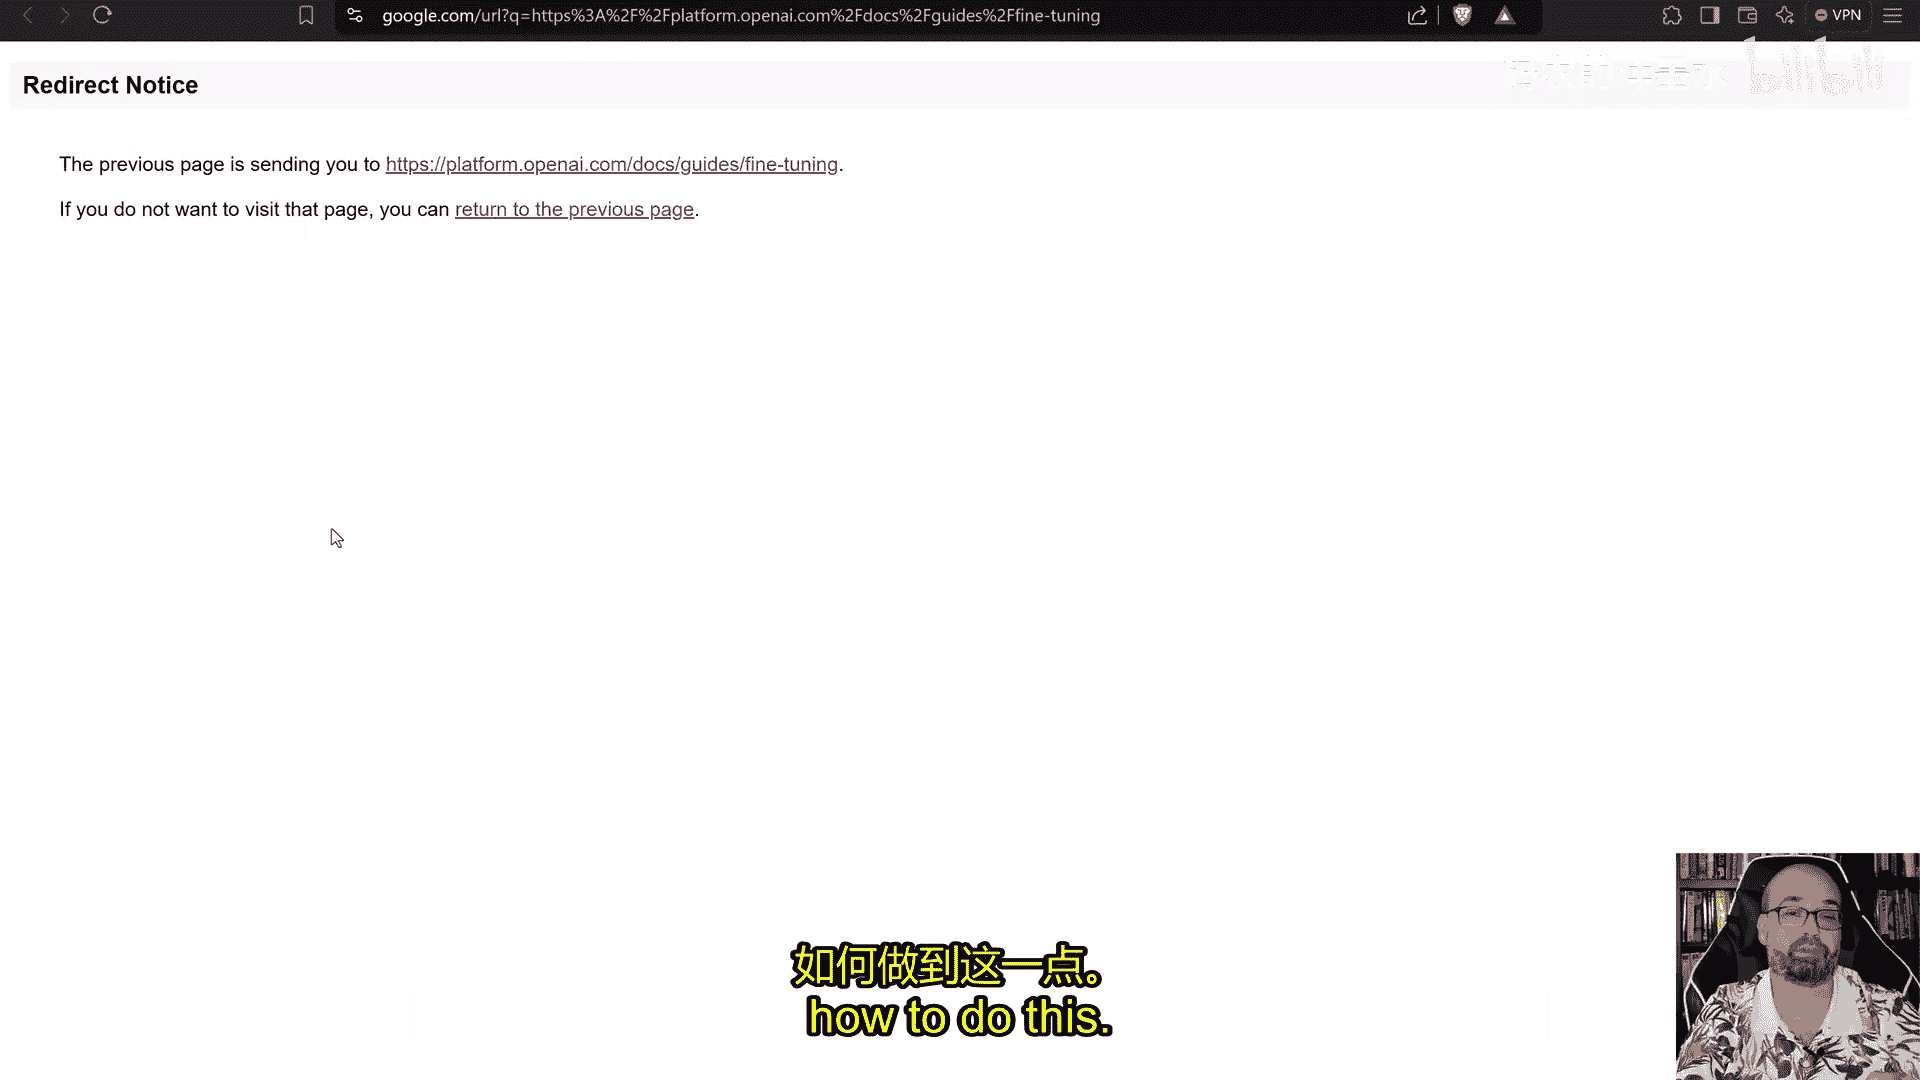 google.com/url?q=https%3A%2F%2Fplatform.openai.com%2Fdocs%2Fguides%2Ffine-tuning
VPN
bilibili
Redirect Notice
The previous page is sending you to https://platform.openai.com/docs/guides/fine-tuning.
If you do not want to visit that page, you can return to the previous page.
如何做到这一点。
how to do this.